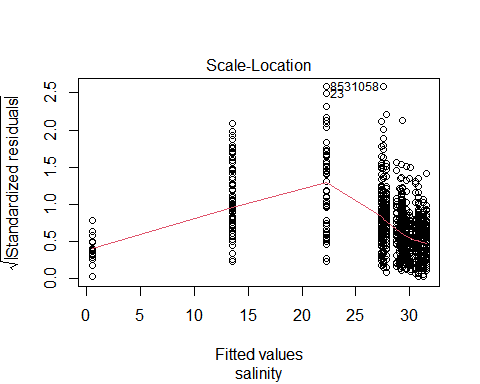 Scale-Location
√|Standardized residuals|
2.5
2.0
1.5
1.0
0.5
0.0
8531058
23
0 5 10 15 20 25 30
Fitted values
salinity